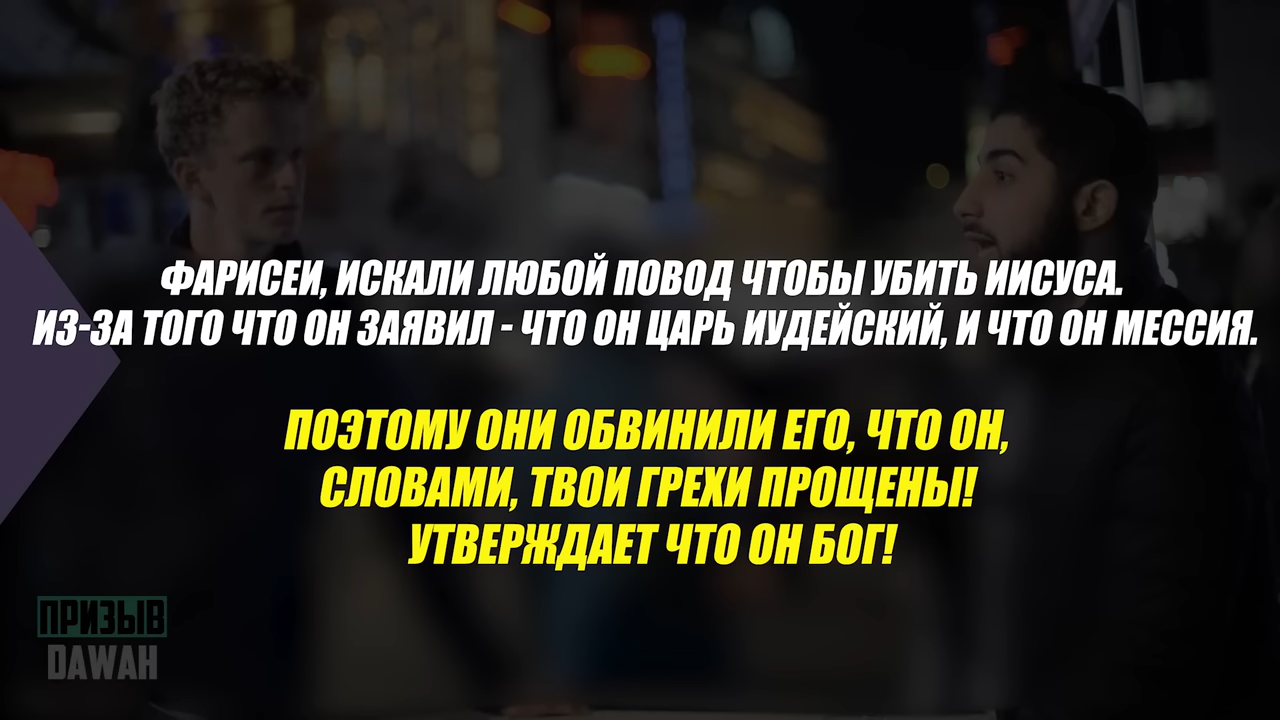 ФАРИСЕИ, ИСКАЛИ ЛЮБОЙ ПОВОД ЧТОБЫ УБИТЬ ИИСУСА.
ИЗ-ЗА ТОГО ЧТО ОН ЗАЯВИЛ - ЧТО ОН ЦАРЬ ИУДЕЙСКИЙ, И ЧТО ОН МЕССИЯ.
ПОЭТОМУ ОНИ ОБВИНИЛИ ЕГО, ЧТО ОН,
СЛОВАМИ, ТВОИ ГРЕХИ ПРОЩЕНЫ!
УТВЕРЖДАЕТ ЧТО ОН БОГ!
ПРИЗЫВ
DAWAH